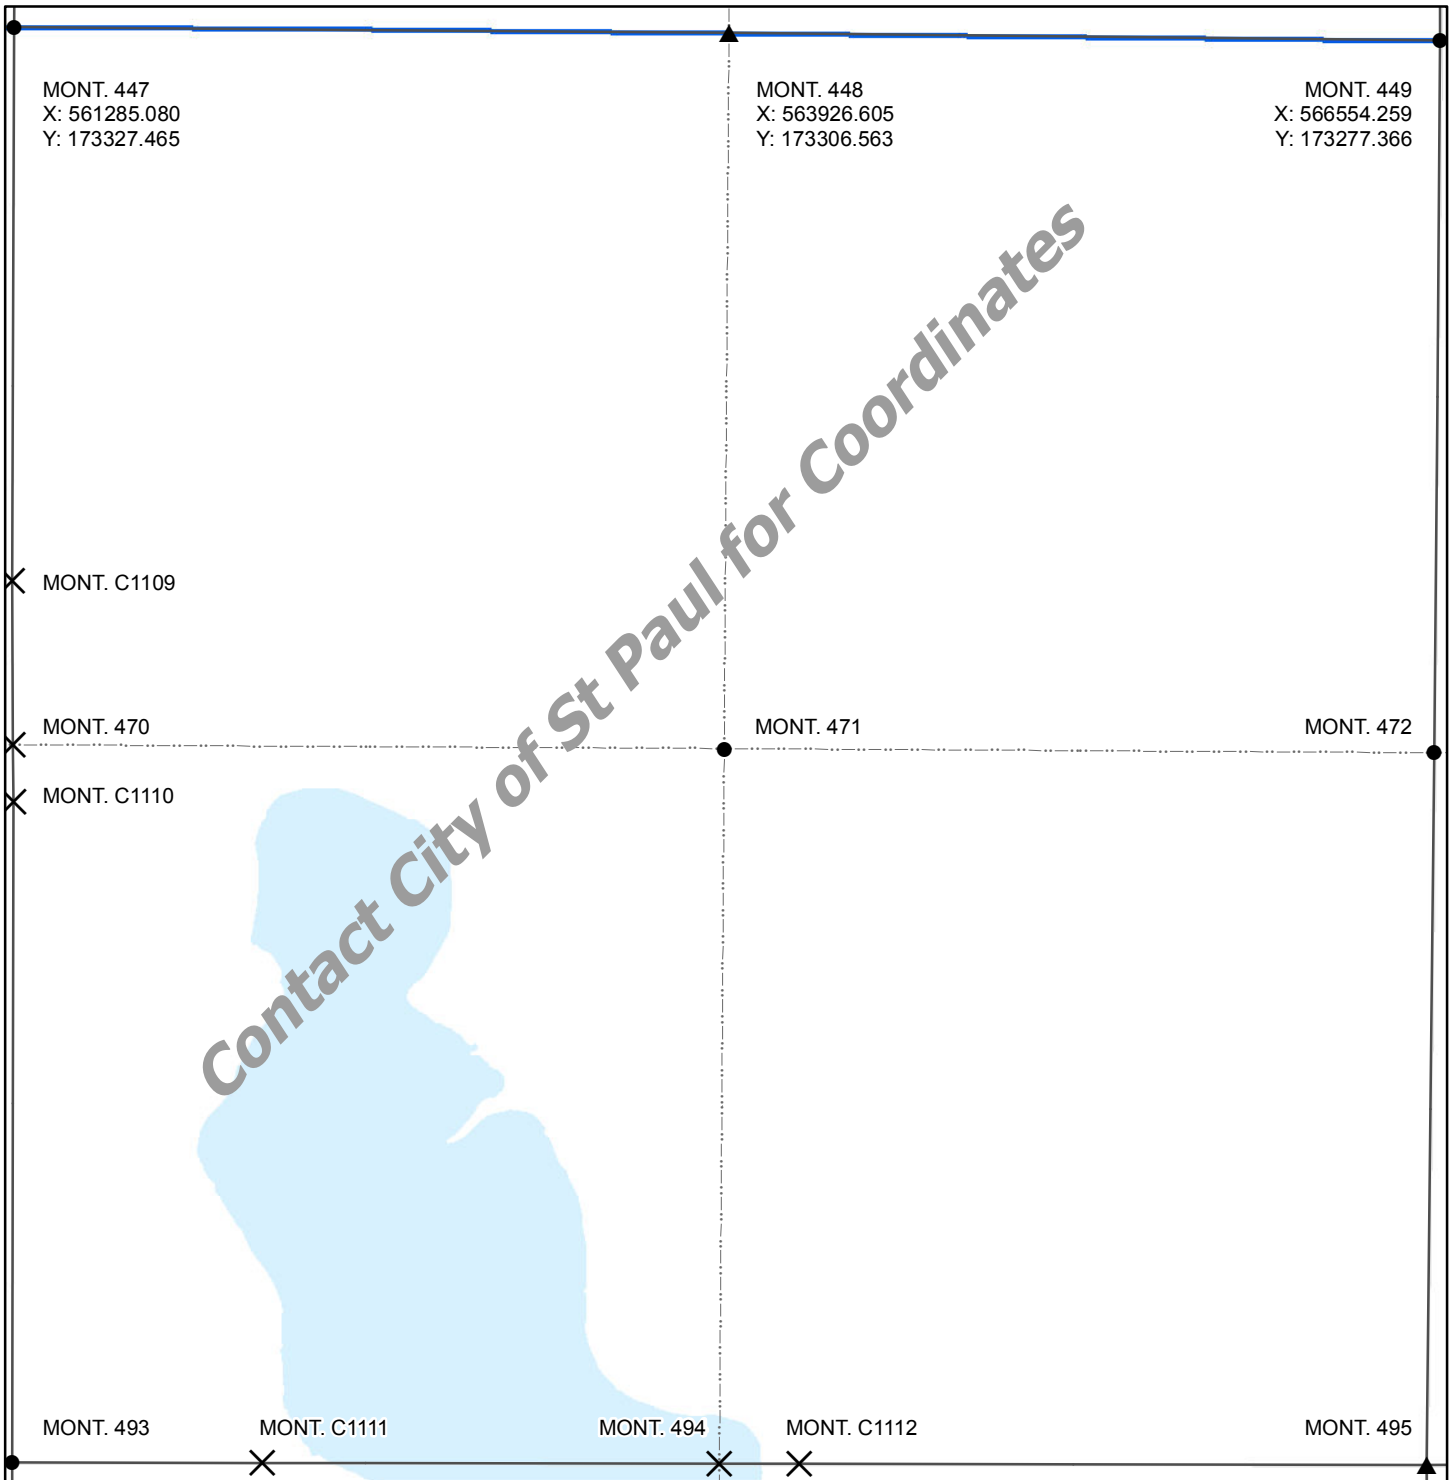 MONT. 447
X: 561285.080
Y: 173327.465
MONT. 448
X: 563926.605
Y: 173306.563
MONT. 449
X: 566554.259
Y: 173277.366
Contact City of St Paul for Coordinates
MONT. C1109
MONT. 470
MONT. 471
MONT. 472
MONT. C1110
MONT. 493
MONT. C1111
MONT. 494
MONT. C1112
MONT. 495